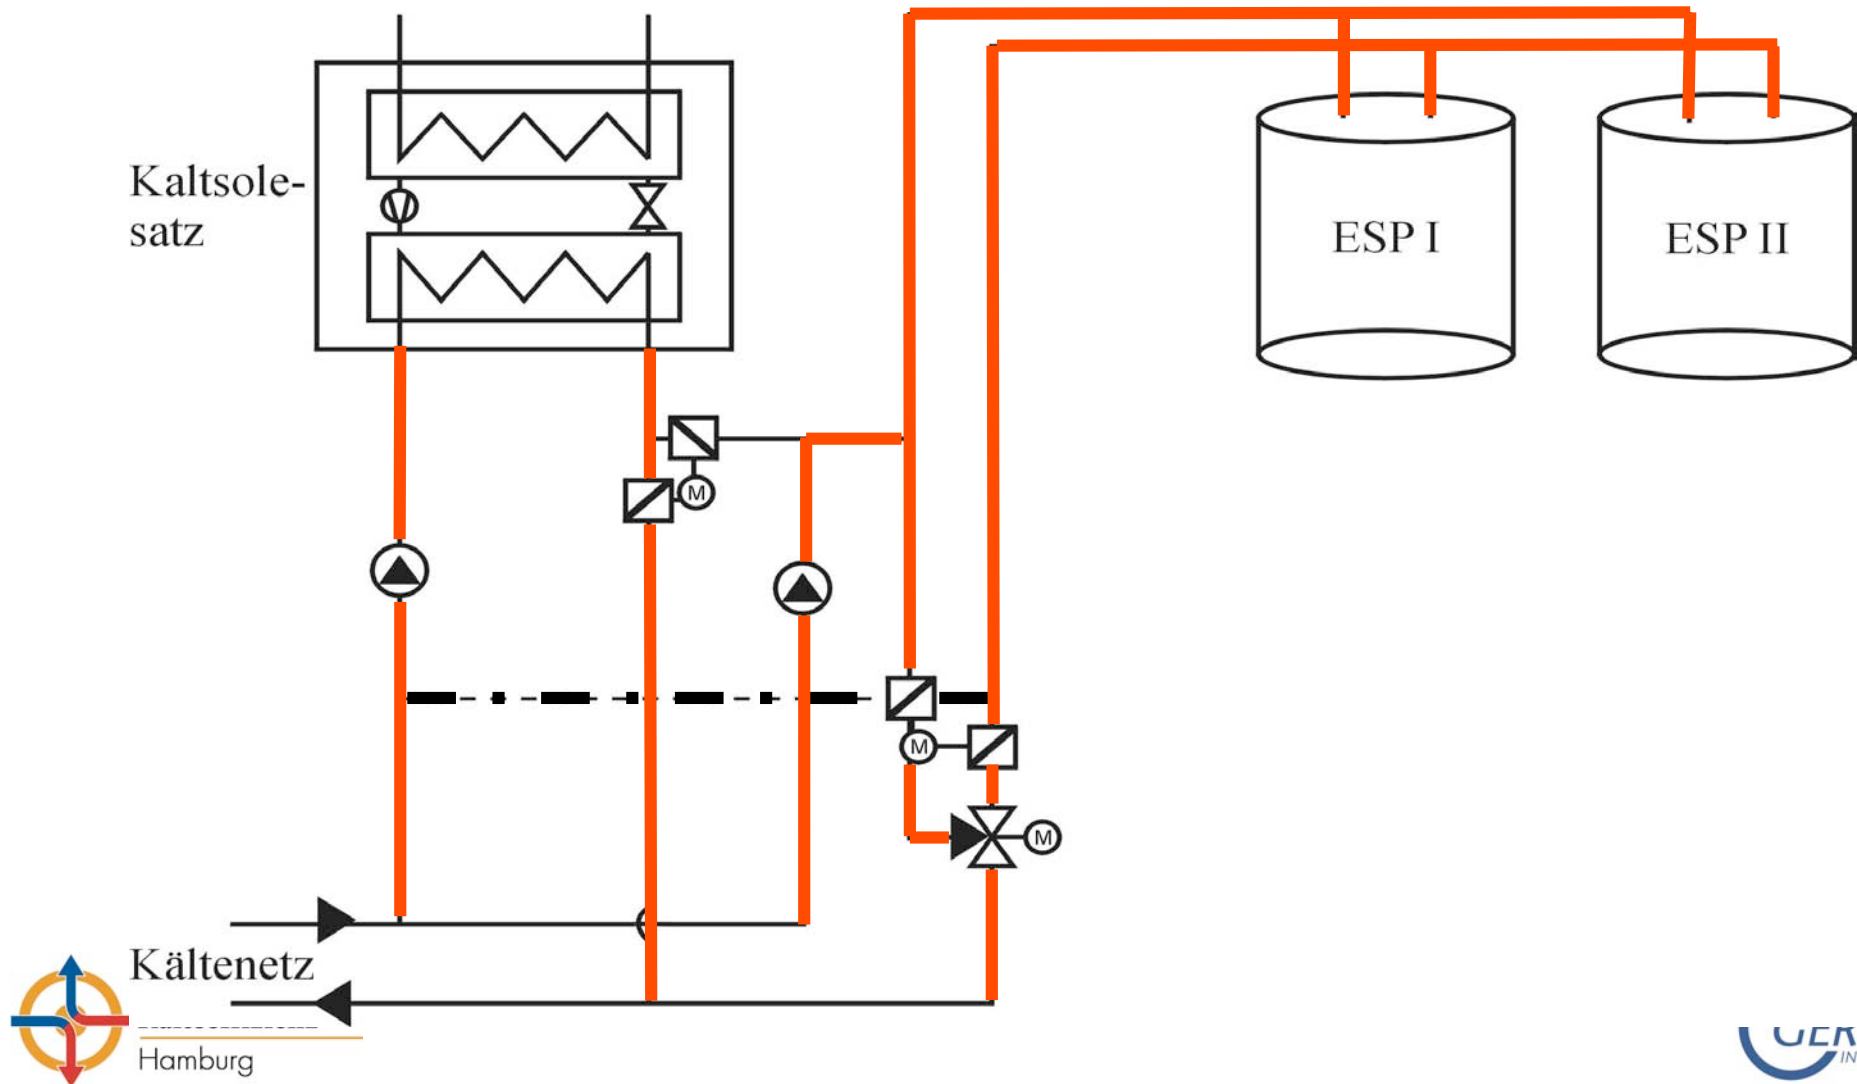 Kaltsole-
satz
ESP I
ESP II
M
M
M
M
Kältenetz
Hamburg